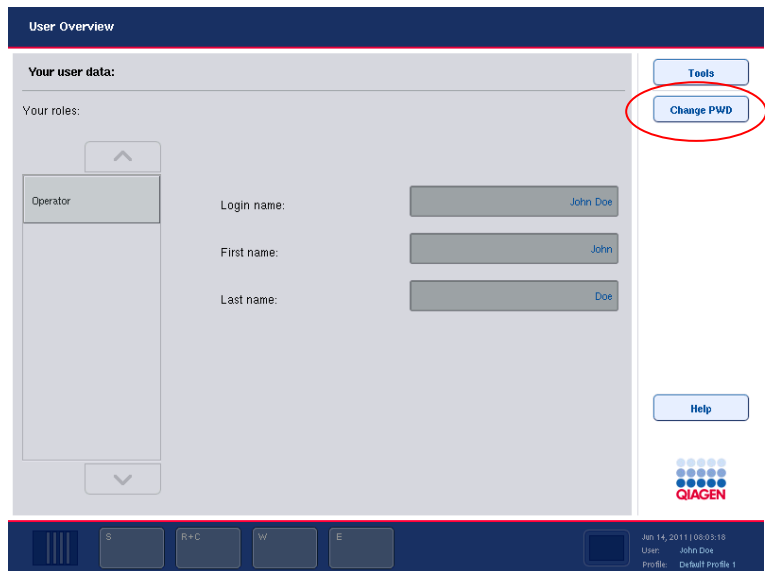 User Overview
Your user data:
Your roles:
Operator
Login name:
John Doe
First name:
John
Last name:
Doe
Tools
Change PWD
Help
QIAGEN
S
R+C
W
E
Jun 14, 2011 | 08:03:18
User: John Doe
Profile: Default Profile 1